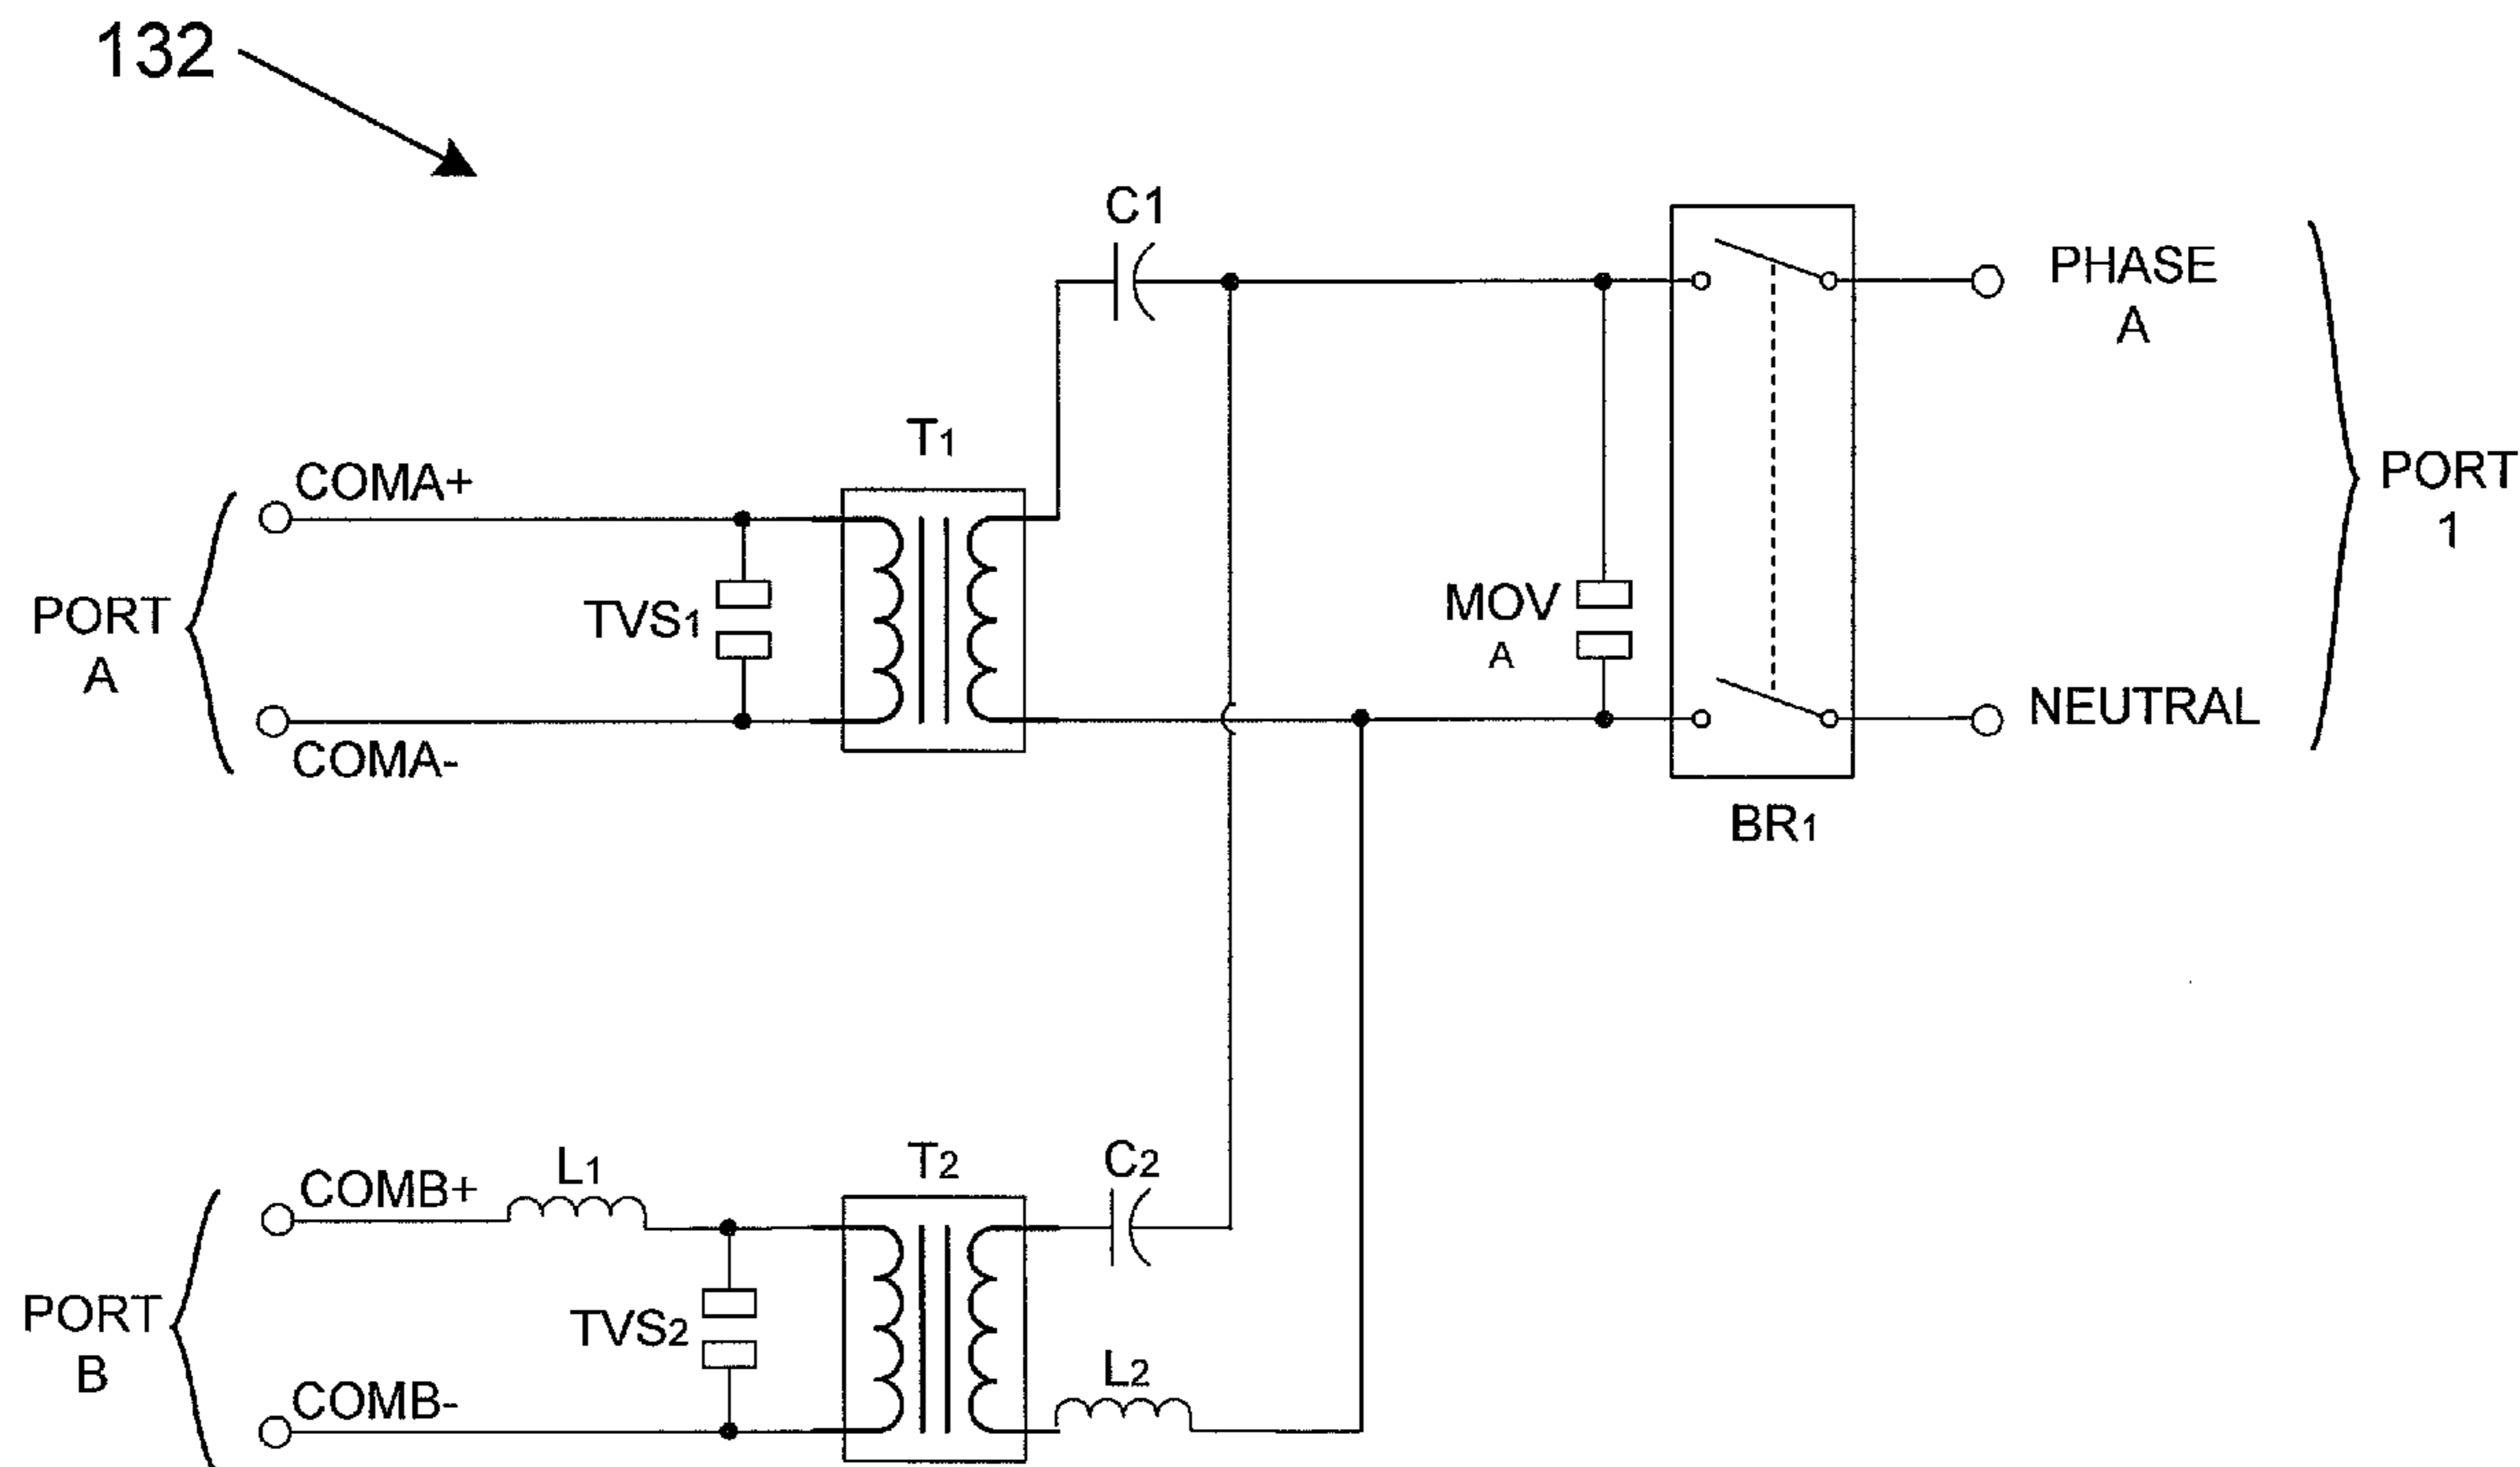 132
C1
PHASE
A
T1
COMA+
PORT
1
PORT
A
TVS1
MOV
A
NEUTRAL
COMA-
BR1
T2
C2
L1
COMB+
PORT
B
TVS2
L2
COMB-